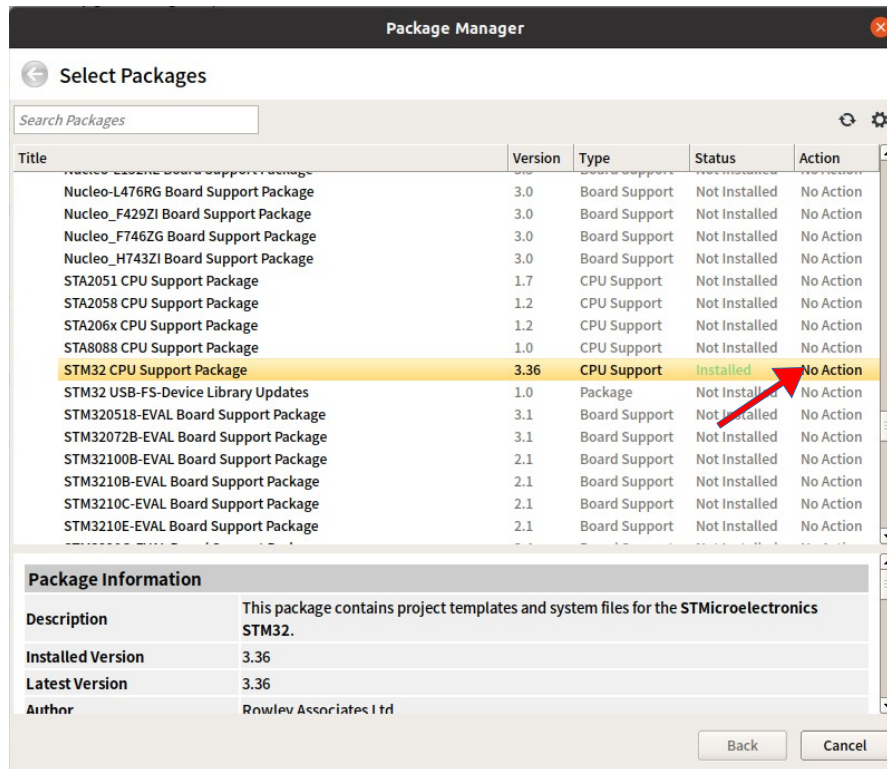 Package Manager
Select Packages
Search Packages
Title Version Type Status Action
Nucleo-L476RG Board Support Package 3.0 Board Support Not Installed No Action
Nucleo_F429ZI Board Support Package 3.0 Board Support Not Installed No Action
Nucleo_F746ZG Board Support Package 3.0 Board Support Not Installed No Action
Nucleo_H743ZI Board Support Package 3.0 Board Support Not Installed No Action
STA2051 CPU Support Package 1.7 CPU Support Not Installed No Action
STA2058 CPU Support Package 1.2 CPU Support Not Installed No Action
STA206x CPU Support Package 1.2 CPU Support Not Installed No Action
STA8088 CPU Support Package 1.0 CPU Support Not Installed No Action
STM32 CPU Support Package 3.36 CPU Support Installed No Action
STM32 USB-FS-Device Library Updates 1.0 Package Not Installed No Action
STM320518-EVAL Board Support Package 3.1 Board Support Not Installed No Action
STM32072B-EVAL Board Support Package 3.1 Board Support Not Installed No Action
STM32100B-EVAL Board Support Package 2.1 Board Support Not Installed No Action
STM3210B-EVAL Board Support Package 2.1 Board Support Not Installed No Action
STM3210C-EVAL Board Support Package 2.1 Board Support Not Installed No Action
STM3210E-EVAL Board Support Package 2.1 Board Support Not Installed No Action
Package Information
Description This package contains project templates and system files for the STMicroelectronics
STM32.
Installed Version 3.36
Latest Version 3.36
Author Rowley Associates Ltd
Back Cancel